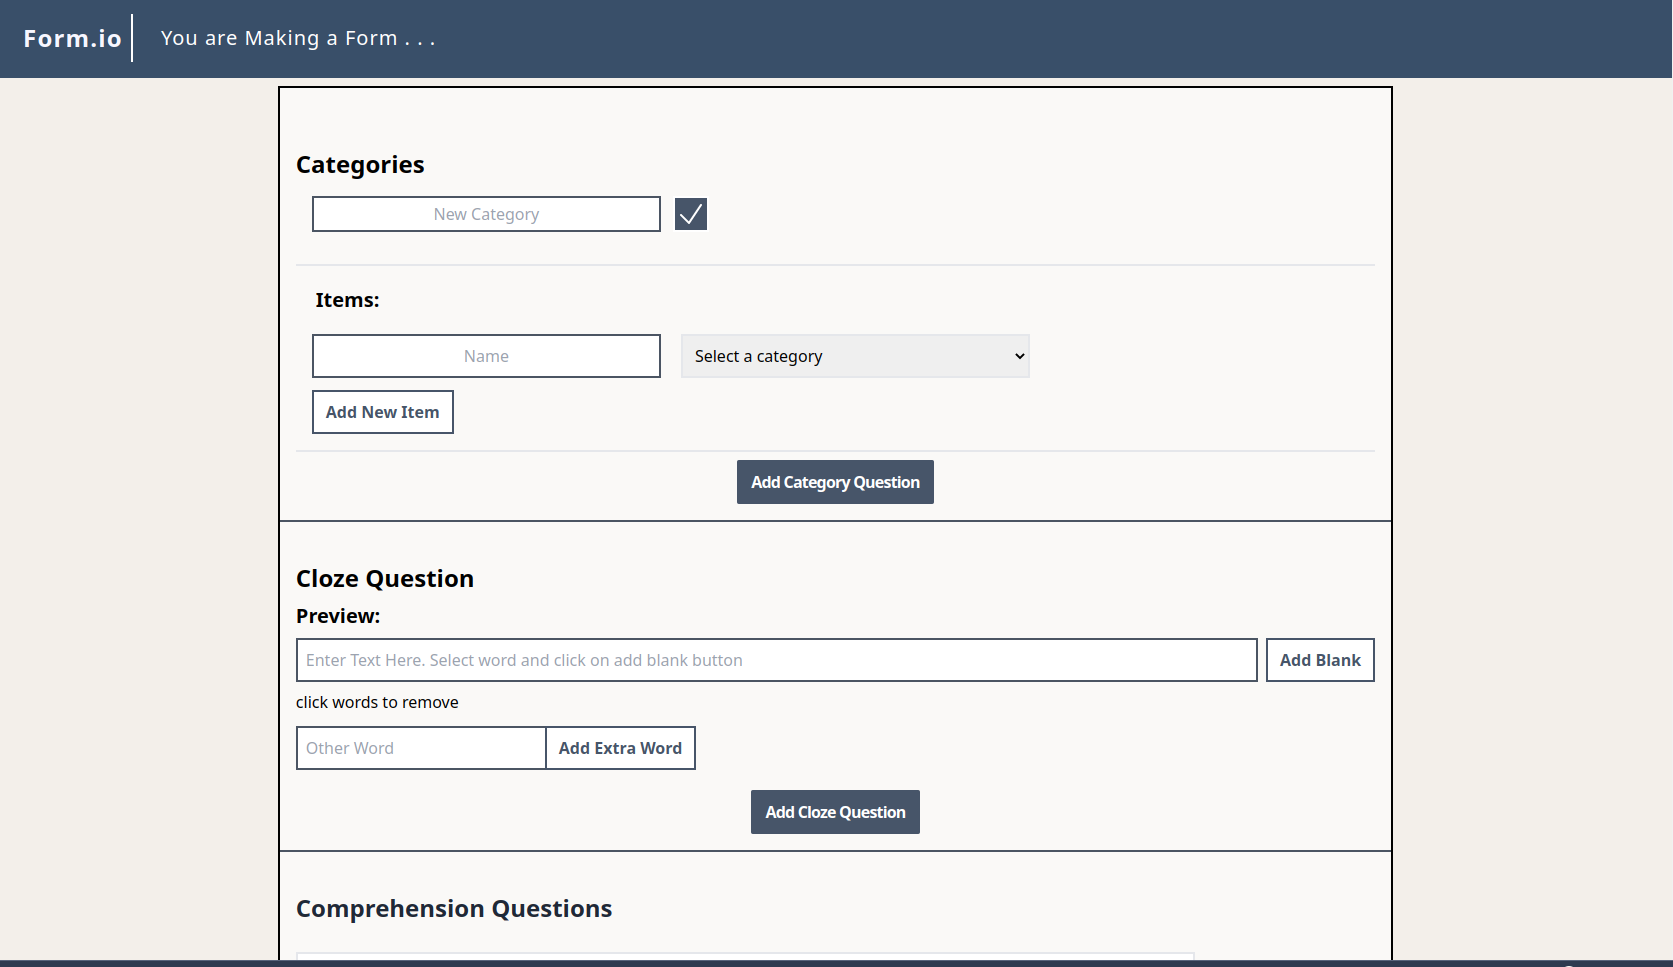 Form.io
You are Making a Form . . .
Categories
New Category
Items:
Name
Select a category
Add New Item
Add Category Question
Cloze Question
Preview:
Enter Text Here. Select word and click on add blank button
Add Blank
click words to remove
Other Word
Add Extra Word
Add Cloze Question
Comprehension Questions